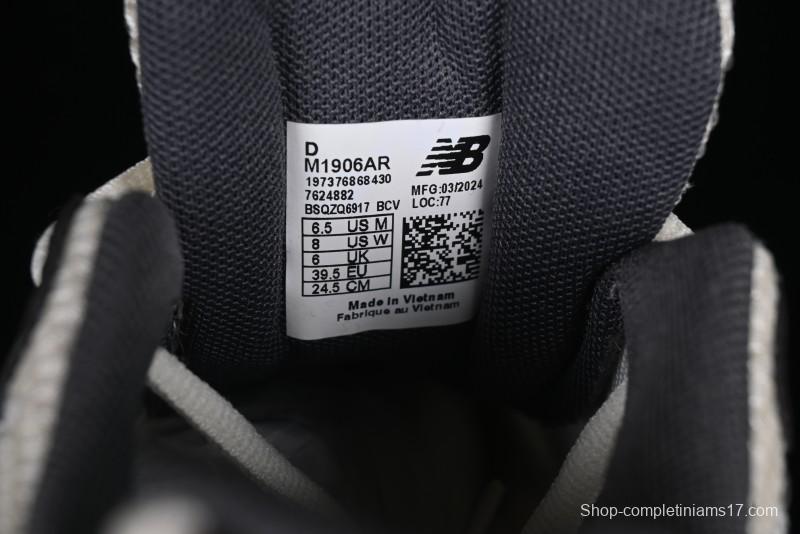 D
M1906AR
197376868430
7624882
BSQZQ6917 BCV
NB
MFG:03/2024
LOC:77
6.5 US M
8 US W
6 UK
39.5 EU
24.5 CM
Made in Vietnam
Fabrique au Vietnam
Shop-completiniams17.com